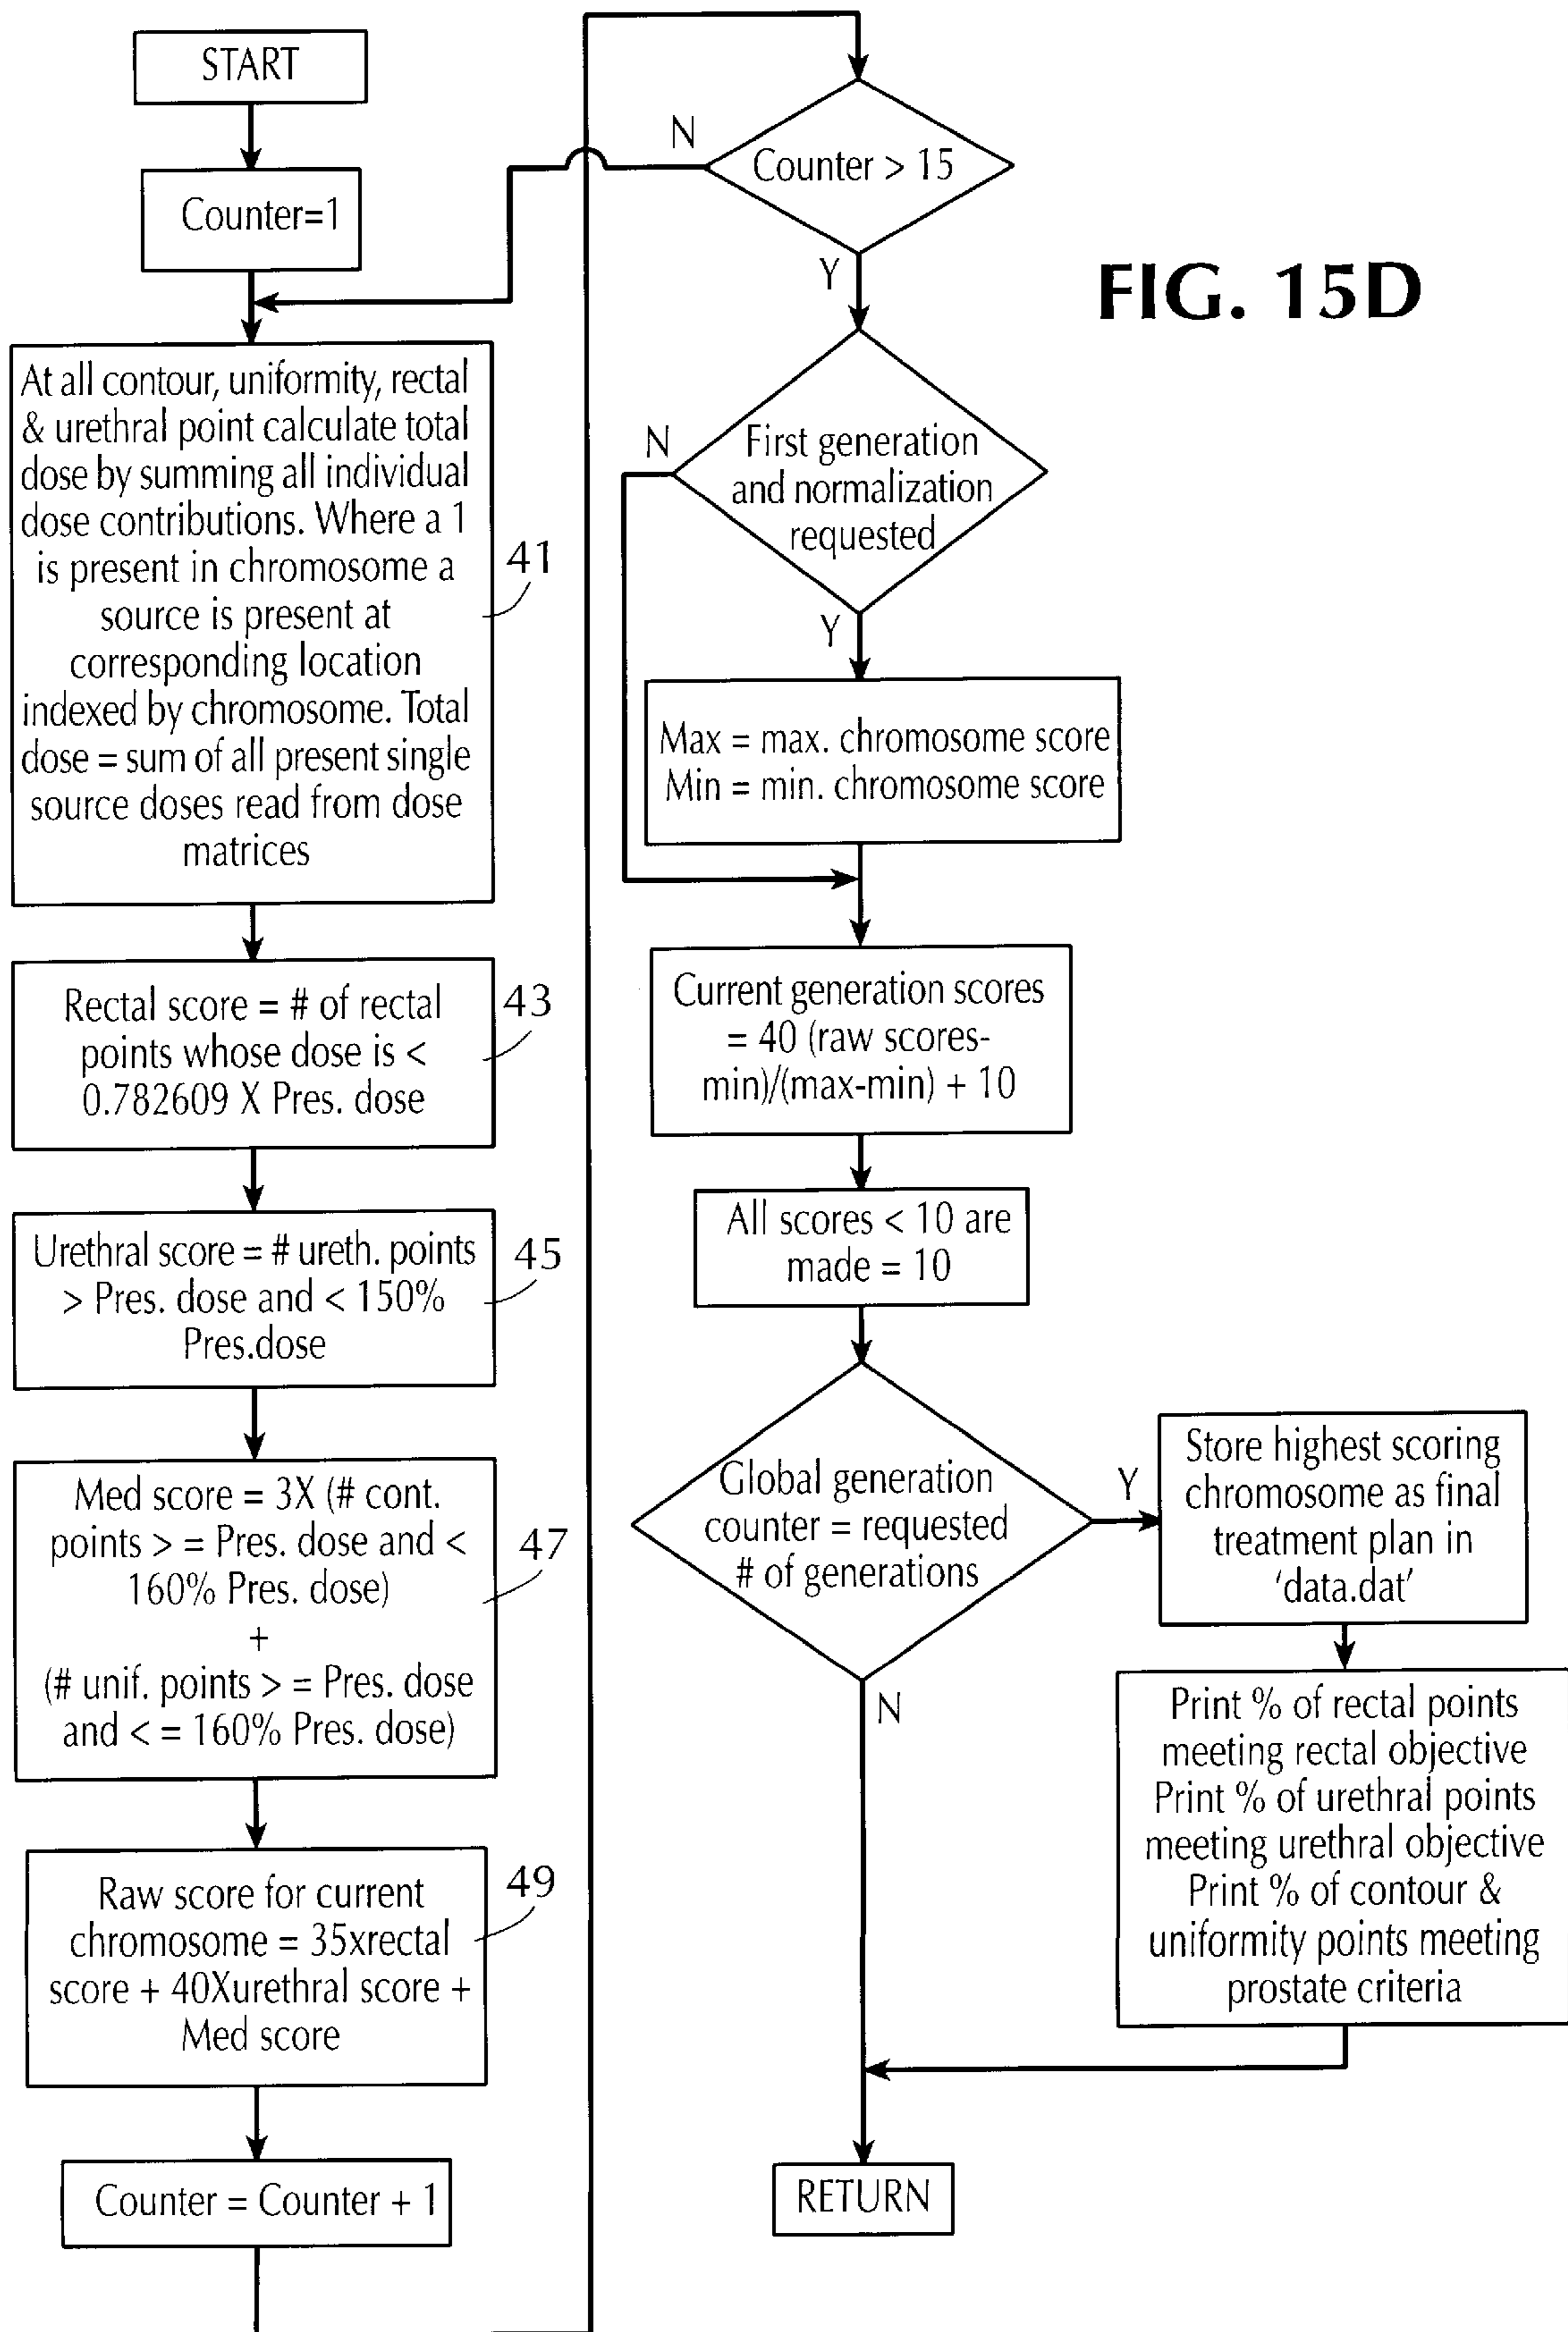 START
Counter=1
At all contour, uniformity, rectal
& urethral point calculate total
dose by summing all individual
dose contributions. Where a 1
is present in chromosome a
source is present at
corresponding location
indexed by chromosome. Total
dose = sum of all present single
source doses read from dose
matrices
41
Rectal score = # of rectal
points whose dose is <
0.782609 X Pres. dose
43
Urethral score = # ureth. points
> Pres. dose and < 150%
Pres.dose
45
Med score = 3X (# cont.
points > = Pres. dose and <
160% Pres. dose)
+
(# unif. points > = Pres. dose
and < = 160% Pres. dose)
47
Raw score for current
chromosome = 35xrectal
score + 40Xurethral score +
Med score
49
Counter = Counter + 1
Counter > 15
N
Y
FIG. 15D
First generation
and normalization
requested
N
Y
Max = max. chromosome score
Min = min. chromosome score
Current generation scores
= 40 (raw scores-
min)/(max-min) + 10
All scores < 10 are
made = 10
Global generation
counter = requested
# of generations
Y
N
Store highest scoring
chromosome as final
treatment plan in
‘data.dat’
Print % of rectal points
meeting rectal objective
Print % of urethral points
meeting urethral objective
Print % of contour &
uniformity points meeting
prostate criteria
RETURN